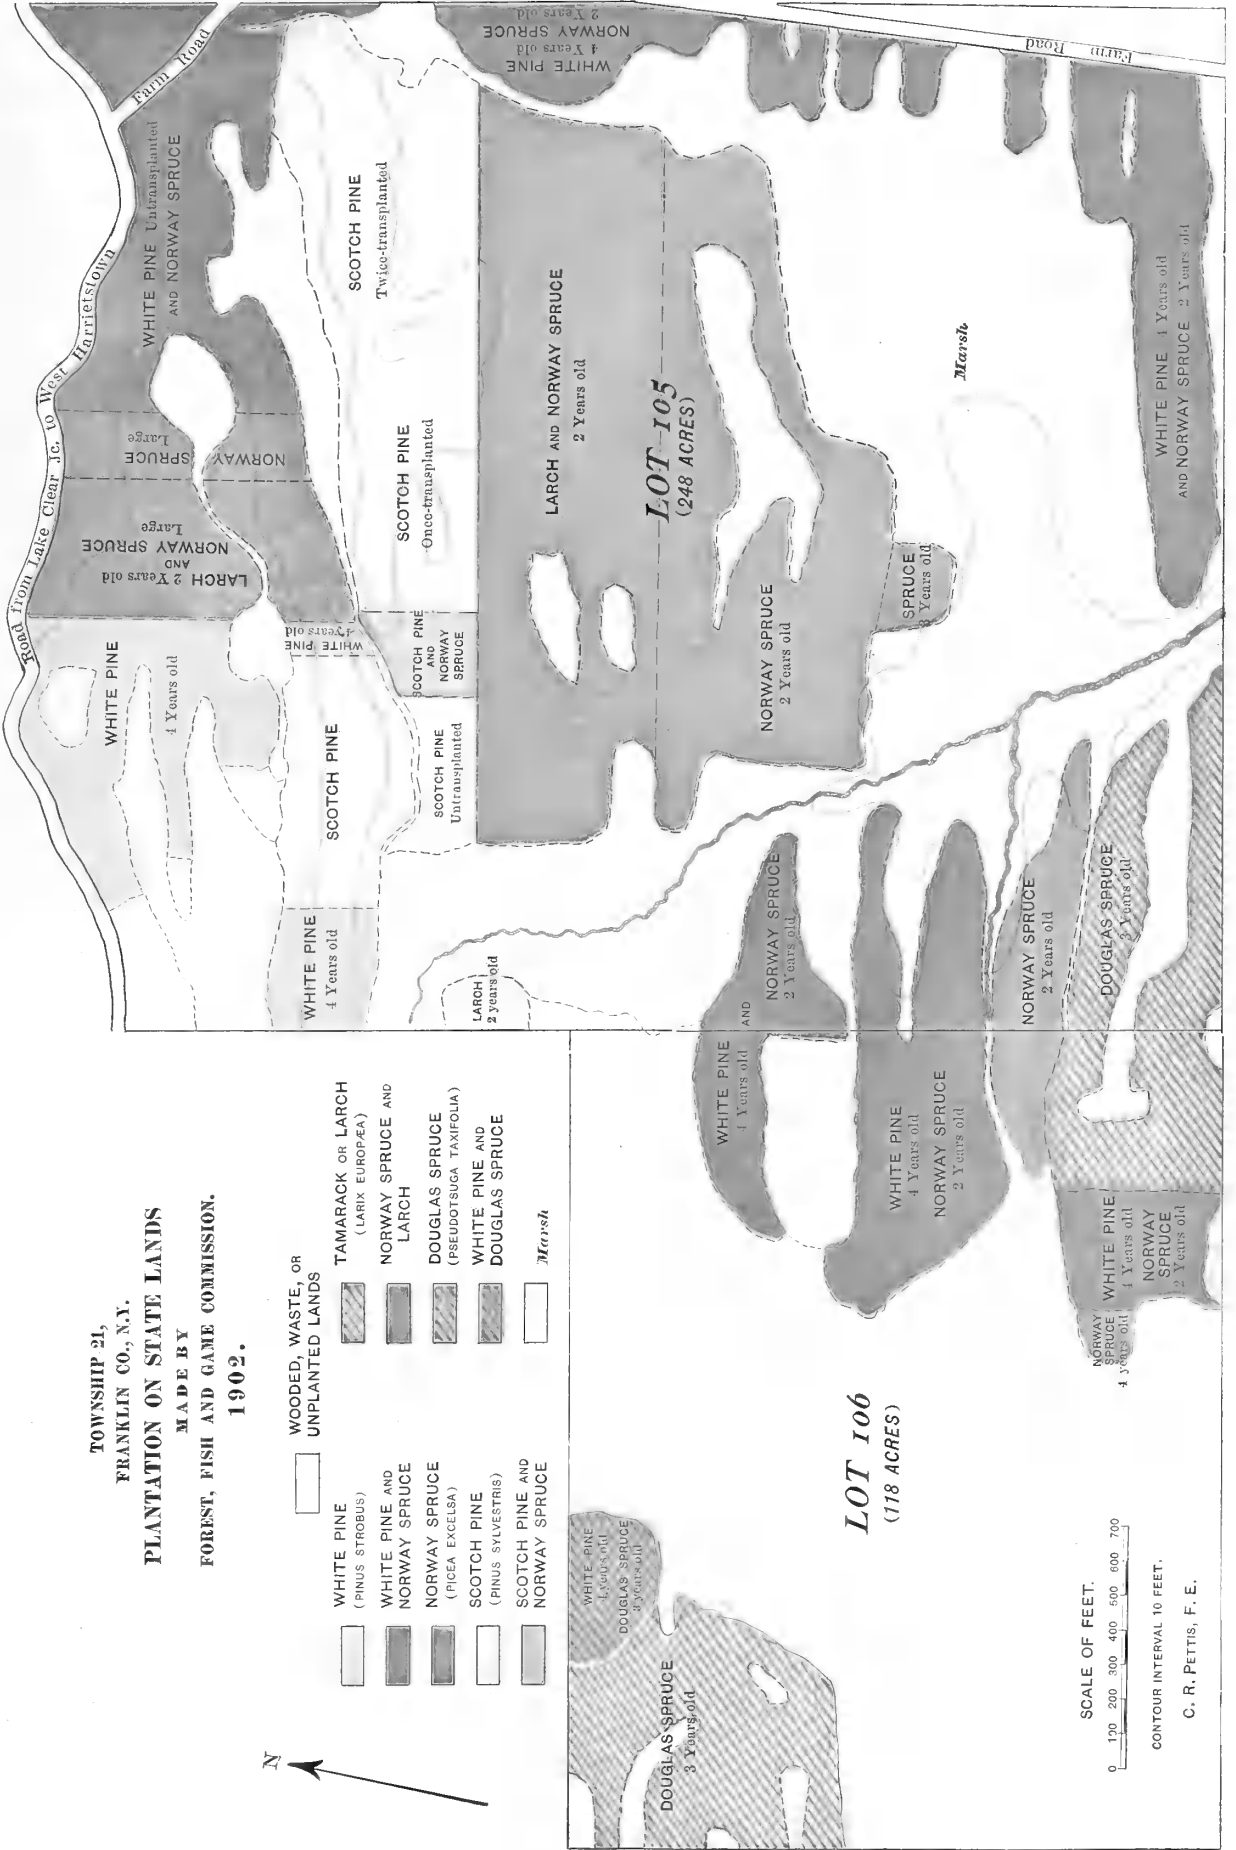 TOWNSHIP 21,
FRANKLIN CO., N.Y.
PLANTATION ON STATE LANDS
MADE BY
FOREST, FISH AND GAME COMMISSION.
1902.
WOODED, WASTE, OR
UNPLANTED LANDS
WHITE PINE
(PINUS STROBUS)
WHITE PINE AND
NORWAY SPRUCE
NORWAY SPRUCE
(PICEA EXCELSA)
SCOTCH PINE
(PINUS SYLVESTRIS)
SCOTCH PINE AND
NORWAY SPRUCE
TAMARACK OR LARCH
(LARIX EUROPÆA)
NORWAY SPRUCE AND
LARCH
DOUGLAS SPRUCE
(PSEUDOTSUGA TAXIFOLIA)
WHITE PINE AND
DOUGLAS SPRUCE
Marsh
N
Road from Lake Clear Jc. to West Harrietstown
Farm Road
WHITE PINE
4 Years old
LARCH 2 Years old
AND
NORWAY SPRUCE
Large
NORWAY SPRUCE
Large
WHITE PINE Untransplanted
AND NORWAY SPRUCE
WHITE PINE
4 Years old
SCOTCH PINE
WHITE PINE
4 Years old
SCOTCH PINE
Untransplanted
SCOTCH PINE
AND
NORWAY
SPRUCE
SCOTCH PINE
Once-transplanted
SCOTCH PINE
Twice-transplanted
WHITE PINE
4 Years old
NORWAY SPRUCE
2 Years old
Farm Road
LARCH
2 years old
LARCH AND NORWAY SPRUCE
2 Years old
LOT 105
(248 ACRES)
NORWAY SPRUCE
2 Years old
SPRUCE
Years old
Marsh
WHITE PINE 4 Years old
AND NORWAY SPRUCE 2 Years old
WHITE PINE
4 Years old
AND
NORWAY SPRUCE
2 Years old
WHITE PINE
4 Years old
NORWAY SPRUCE
2 Years old
NORWAY SPRUCE
2 Years old
DOUGLAS SPRUCE
3 Years old
WHITE PINE
4 Years old
NORWAY
SPRUCE
2 Years old
NORWAY
SPRUCE
4 years old
LOT 106
(118 ACRES)
WHITE PINE
years old
DOUGLAS SPRUCE
3 years old
DOUGLAS SPRUCE
3 Years old
SCALE OF FEET.
0 100 200 300 400 500 600 700
CONTOUR INTERVAL 10 FEET.
C. R. PETTIS, F. E.